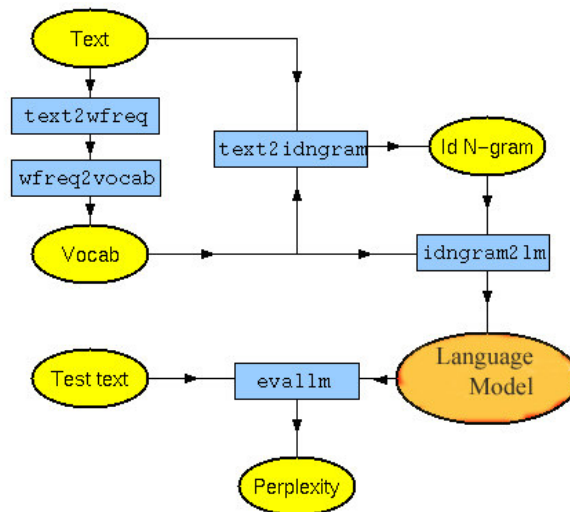 Text
text2wfreq
text2idngram
Id N-gram
wfreq2vocab
Vocab
idngram2lm
Language
Model
Test text
evallm
Perplexity